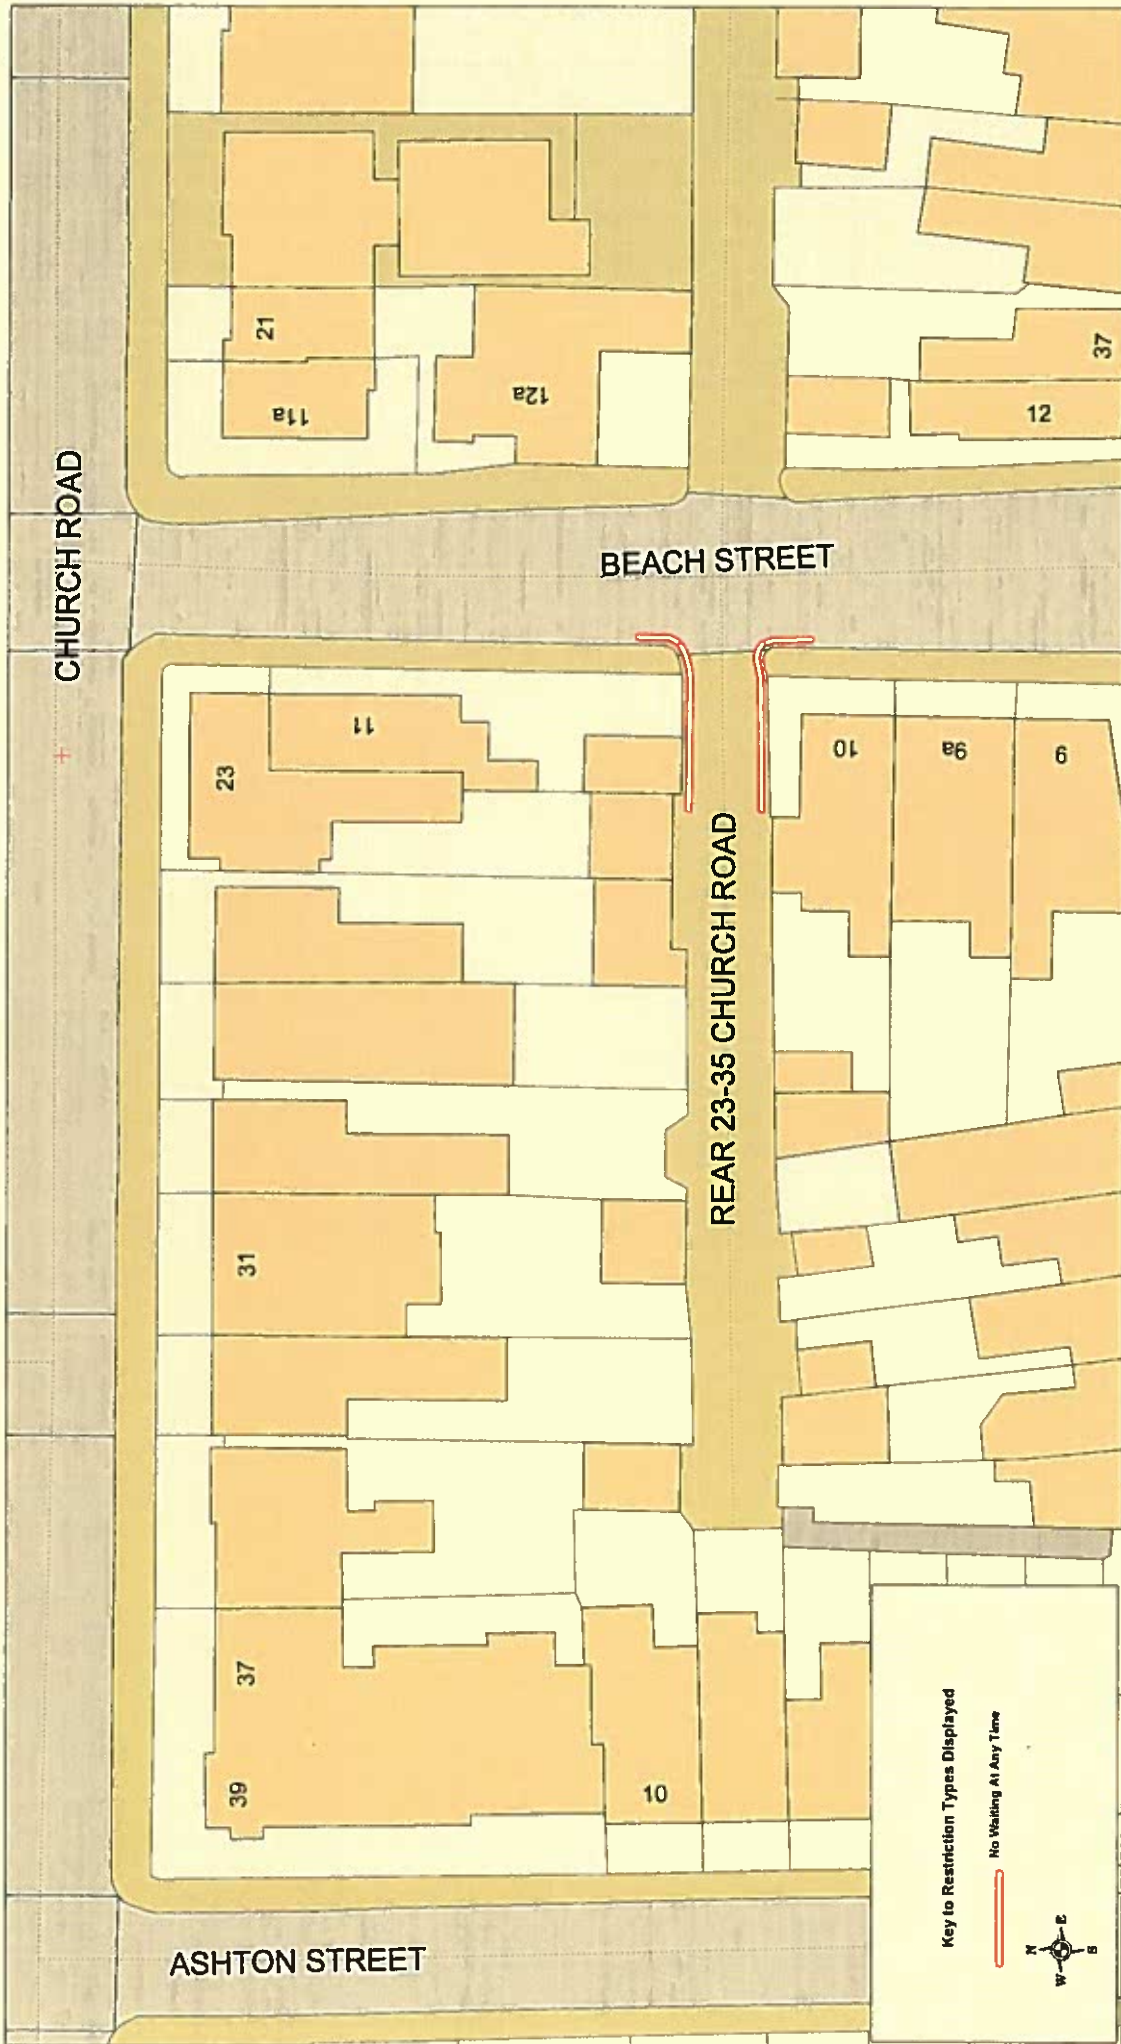 CHURCH ROAD
39
37
31
23
11
11a
21
ASHTON STREET
10
12a
BEACH STREET
REAR 23-35 CHURCH ROAD
10
9a
9
12
37
Key to Restriction Types Displayed
No Waiting At Any Time
N
W E
S